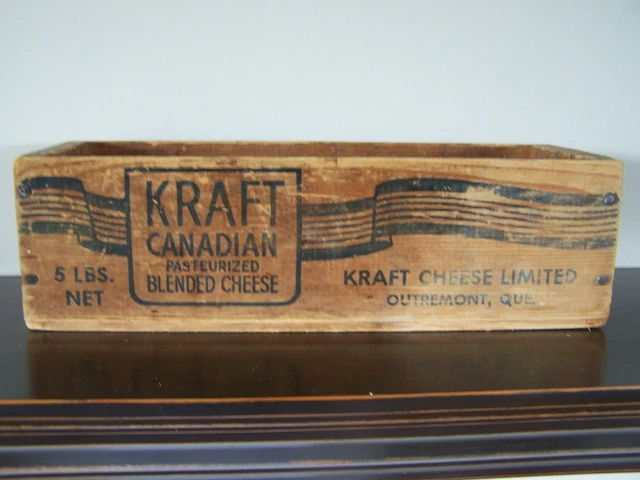 KRAFT
CANADIAN
PASTEURIZED
BLENDED CHEESE
5 LBS.
NET
KRAFT CHEESE LIMITED
OUTREMONT, QUE.